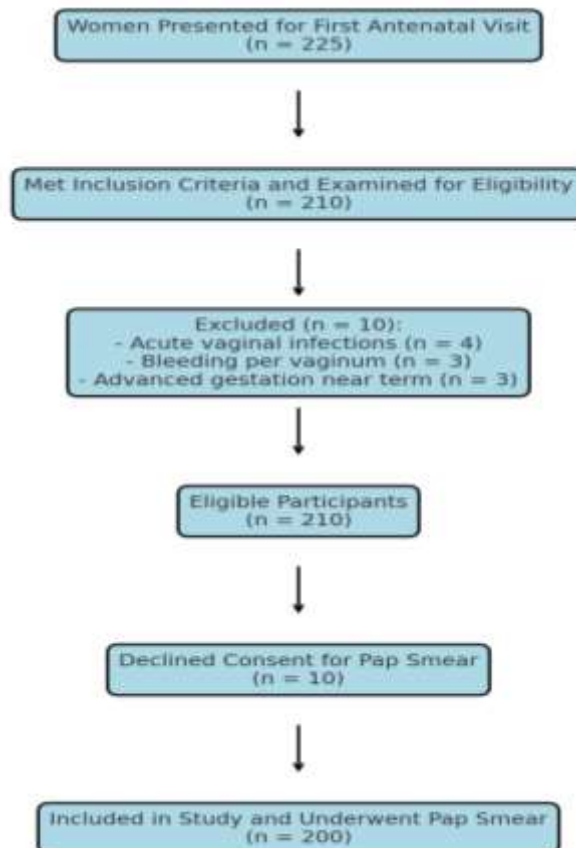 Women Presented for First Antenatal Visit
(n = 225)
Met Inclusion Criteria and Examined for Eligibility
(n = 210)
Excluded (n = 10):
- Acute vaginal infections (n = 4)
- Bleeding per vaginum (n = 3)
- Advanced gestation near term (n = 3)
Eligible Participants
(n = 210)
Declined Consent for Pap Smear
(n = 10)
Included in Study and Underwent Pap Smear
(n = 200)